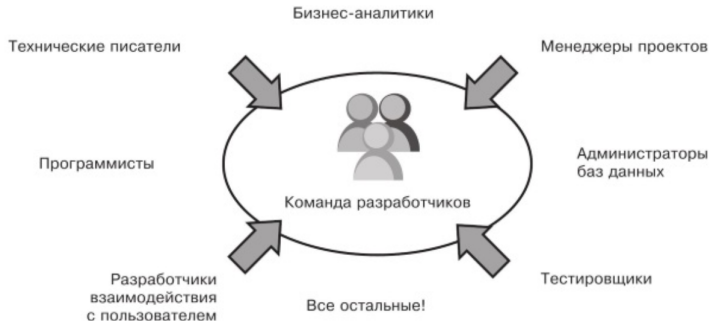 Бизнес-аналитики
Технические писатели
Менеджеры проектов
Программисты
Администраторы
баз данных
Команда разработчиков
Разработчики
взаимодействия
с пользователем
Тестировщики
Все остальные!